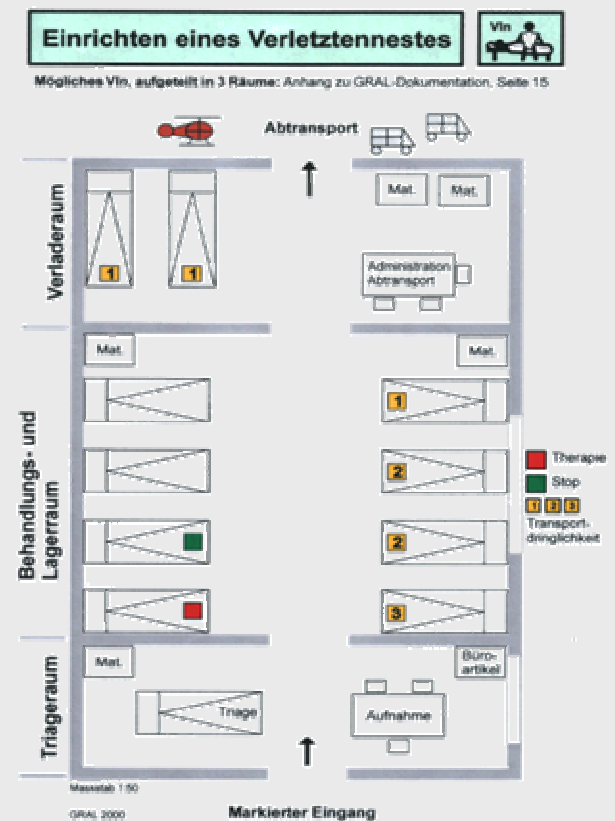 Einrichten eines Verletztennestes
VIn
Mögliches VIn, aufgeteilt in 3 Räume: Anhang zu GRAL-Dokumentation, Seite 15
Abtransport
Verladeraum
Mat.
Mat.
1
1
Administration
Abtransport
Behandlungs- und
Lagerraum
Mat.
Mat.
1
2
2
3
Therapie
Stop
1 2 3
Transport-
dringlichkeit
Triageraum
Mat.
Büro-
artikel
Triage
Aufnahme
Massstab 1:50
GRAL 2000
Markierter Eingang